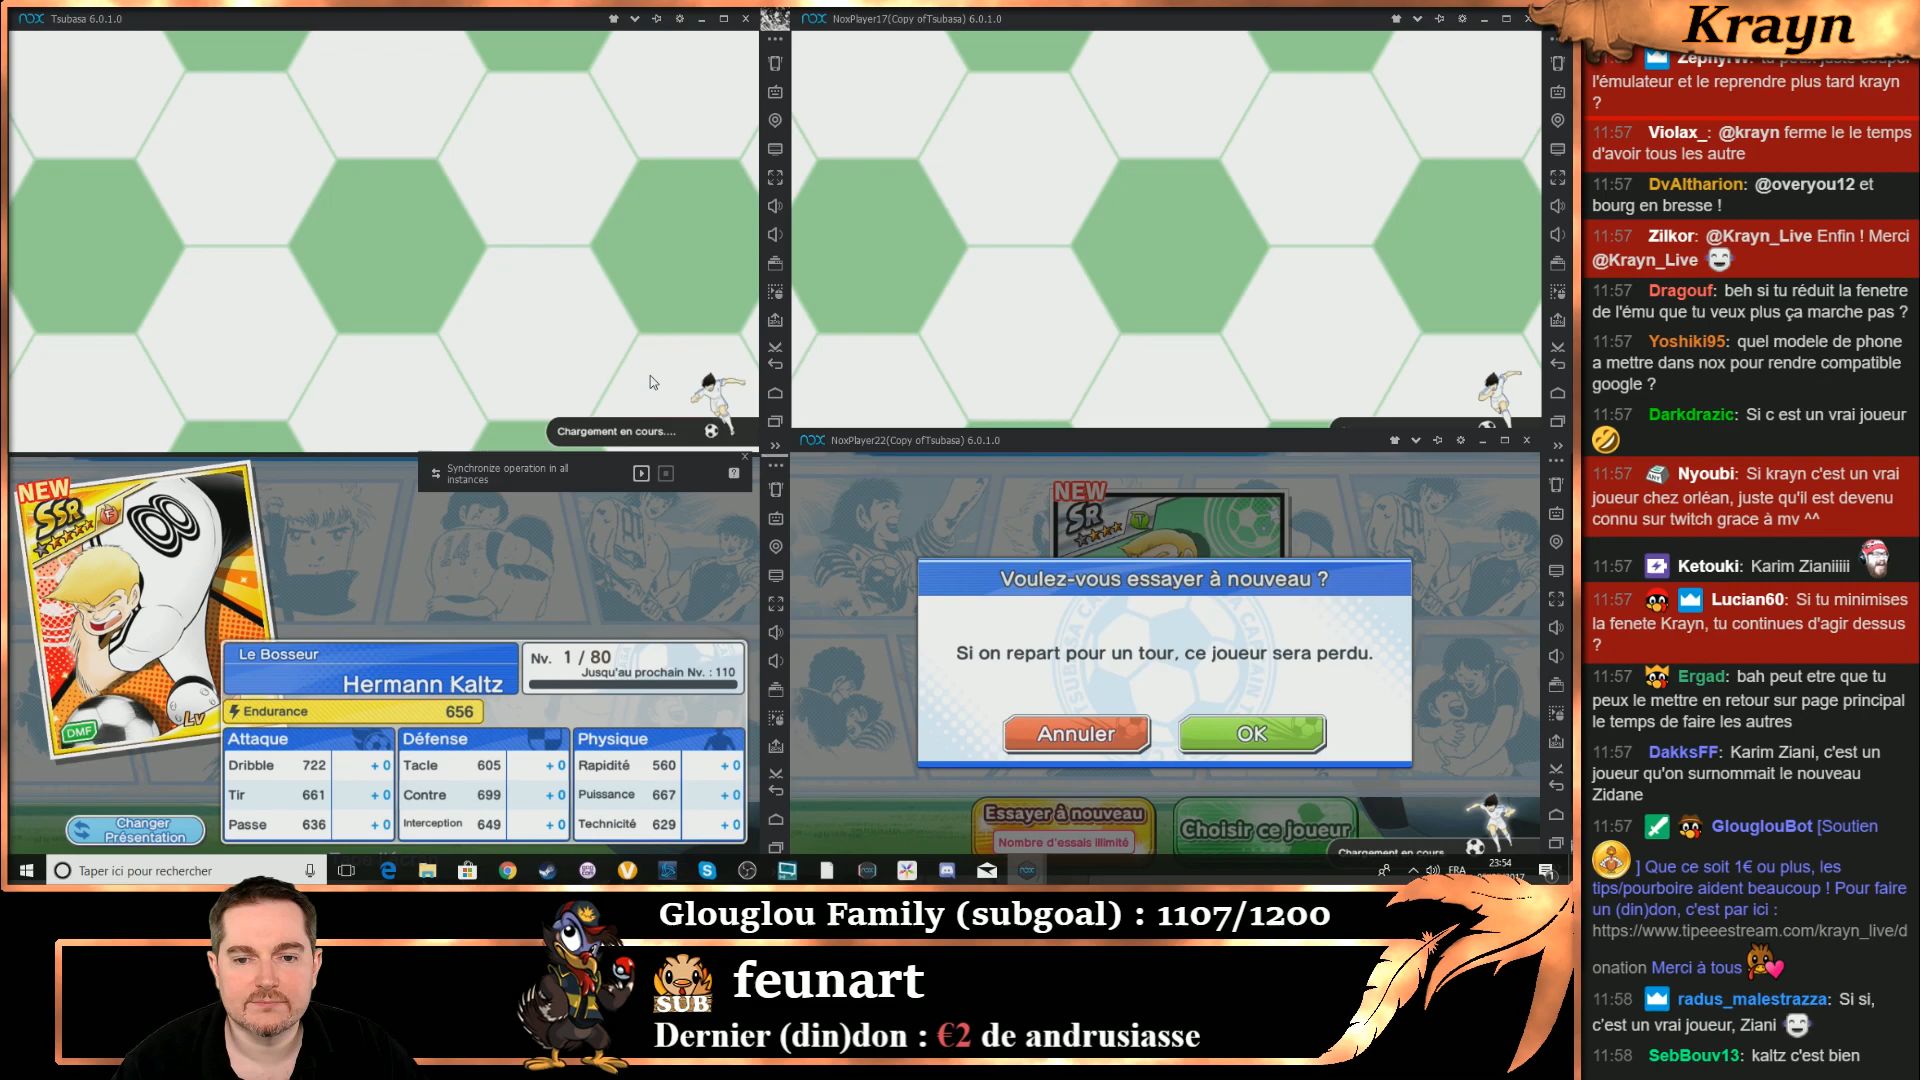 nox Tsubasa 6.0.1.0
nox NoxPlayer17(Copy ofTsubasa) 6.0.1.0
Chargement en cours....
Synchronize operation in all
instances
NEW
SSR
F
DMF
Lv
Le Bosseur
Hermann Kaltz
Nv. 1 / 80
Jusqu'au prochain Nv. : 110
Endurance 656
Attaque Défense Physique
Dribble 722 + 0 Tacle 605 + 0 Rapidité 560 + 0
Tir 661 + 0 Contre 699 + 0 Puissance 667 + 0
Passe 636 + 0 Interception 649 + 0 Technicité 629 + 0
Changer
Présentation
nox NoxPlayer22(Copy ofTsubasa) 6.0.1.0
NEW
SR
T
Voulez-vous essayer à nouveau ?
Si on repart pour un tour, ce joueur sera perdu.
Annuler
OK
Essayer à nouveau
Nombre d'essais illimité
Choisir ce joueur
Chargement en cours
Taper ici pour rechercher
FRA
23:54
Glouglou Family (subgoal) : 1107/1200
SUB
feunart
Dernier (din)don : €2 de andrusiasse
Krayn
l'émulateur et le reprendre plus tard krayn
?
11:57 Violax_: @krayn ferme le le temps
d'avoir tous les autre
11:57 DvAltharion: @overyou12 et
bourg en bresse !
11:57 Zilkor: @Krayn_Live Enfin ! Merci
@Krayn_Live
11:57 Dragouf: beh si tu réduit la fenetre
de l'ému que tu veux plus ça marche pas ?
11:57 Yoshiki95: quel modele de phone
a mettre dans nox pour rendre compatible
google ?
11:57 Darkdrazic: Si c est un vrai joueur
11:57 Nyoubi: Si krayn c'est un vrai
joueur chez orléan, juste qu'il est devenu
connu sur twitch grace à mv ^^
11:57 Ketouki: Karim Zianiiiii
11:57 Lucian60: Si tu minimises
la fenete Krayn, tu continues d'agir dessus
?
11:57 Ergad: bah peut etre que tu
peux le mettre en retour sur page principal
le temps de faire les autres
11:57 DakksFF: Karim Ziani, c'est un
joueur qu'on surnommait le nouveau
Zidane
11:57 GlouglouBot [Soutien
] Que ce soit 1€ ou plus, les
tips/pourboire aident beaucoup ! Pour faire
un (din)don, c'est par ici :
https://www.tipeeestream.com/krayn_live/d
onation Merci à tous
11:58 radus_malestrazza: Si si,
c'est un vrai joueur, Ziani
11:58 SebBouv13: kaltz c'est bien